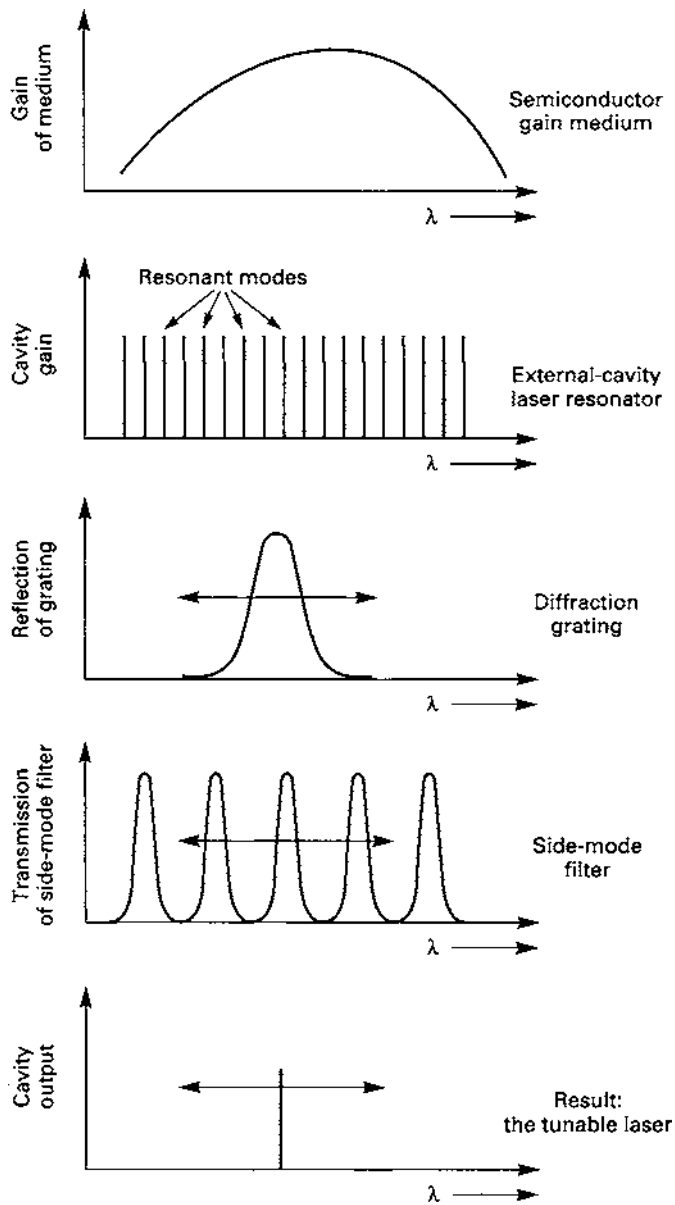 Gain
of medium
Semiconductor
gain medium
λ
Resonant modes
Cavity
gain
External-cavity
laser resonator
λ
Reflection
of grating
Diffraction
grating
λ
Transmission
of side-mode filter
Side-mode
filter
λ
Cavity
output
Result:
the tunable laser
λ